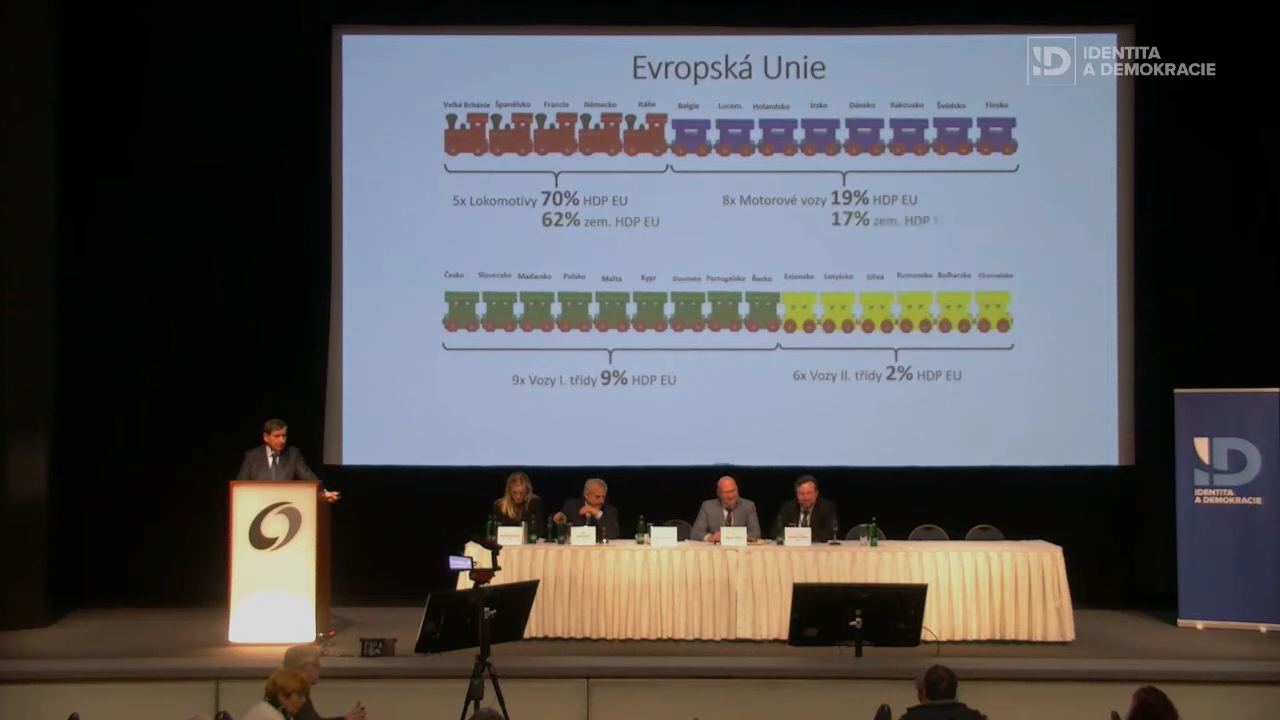 Evropská Unie
IDENTITA
A DEMOKRACIE
Velká Británie Španělsko Francie Německo Itálie Belgie Lucem. Holandsko Irsko Dánsko Rakousko Švédsko Finsko
5x Lokomotivy 70% HDP EU
62% zem. HDP EU
8x Motorové vozy 19% HDP EU
17% zem. HDP
Česko Slovensko Maďarsko Polsko Malta Kypr Slovinsko Portugalsko Řecko Estonsko Lotyšsko Litva Rumunsko Bulharsko Chorvatsko
9x Vozy I. třídy 9% HDP EU
6x Vozy II. třídy 2% HDP EU
ID
IDENTITA
A DEMOKRACIE